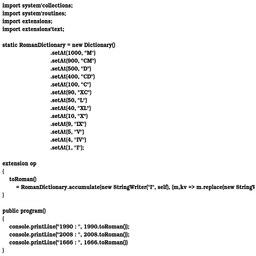 import system'collections;
import system'routines;
import extensions;
import extensions'text;
static RomanDictionary = new Dictionary()
.setAt(1000, "M")
.setAt(900, "CM")
.setAt(500, "D")
.setAt(400, "CD")
.setAt(100, "C")
.setAt(90, "XC")
.setAt(50, "L")
.setAt(40, "XL")
.setAt(10, "X")
.setAt(9, "IX")
.setAt(5, "V")
.setAt(4, "IV")
.setAt(1, "I");
extension op
{
toRoman()
= RomanDictionary.accumulate(new StringWriter("I", self), (m,kv => m.replace(new StringW
}
public program()
{
console.printLine("1990 : ", 1990.toRoman());
console.printLine("2008 : ", 2008.toRoman());
console.printLine("1666 : ", 1666.toRoman())
}